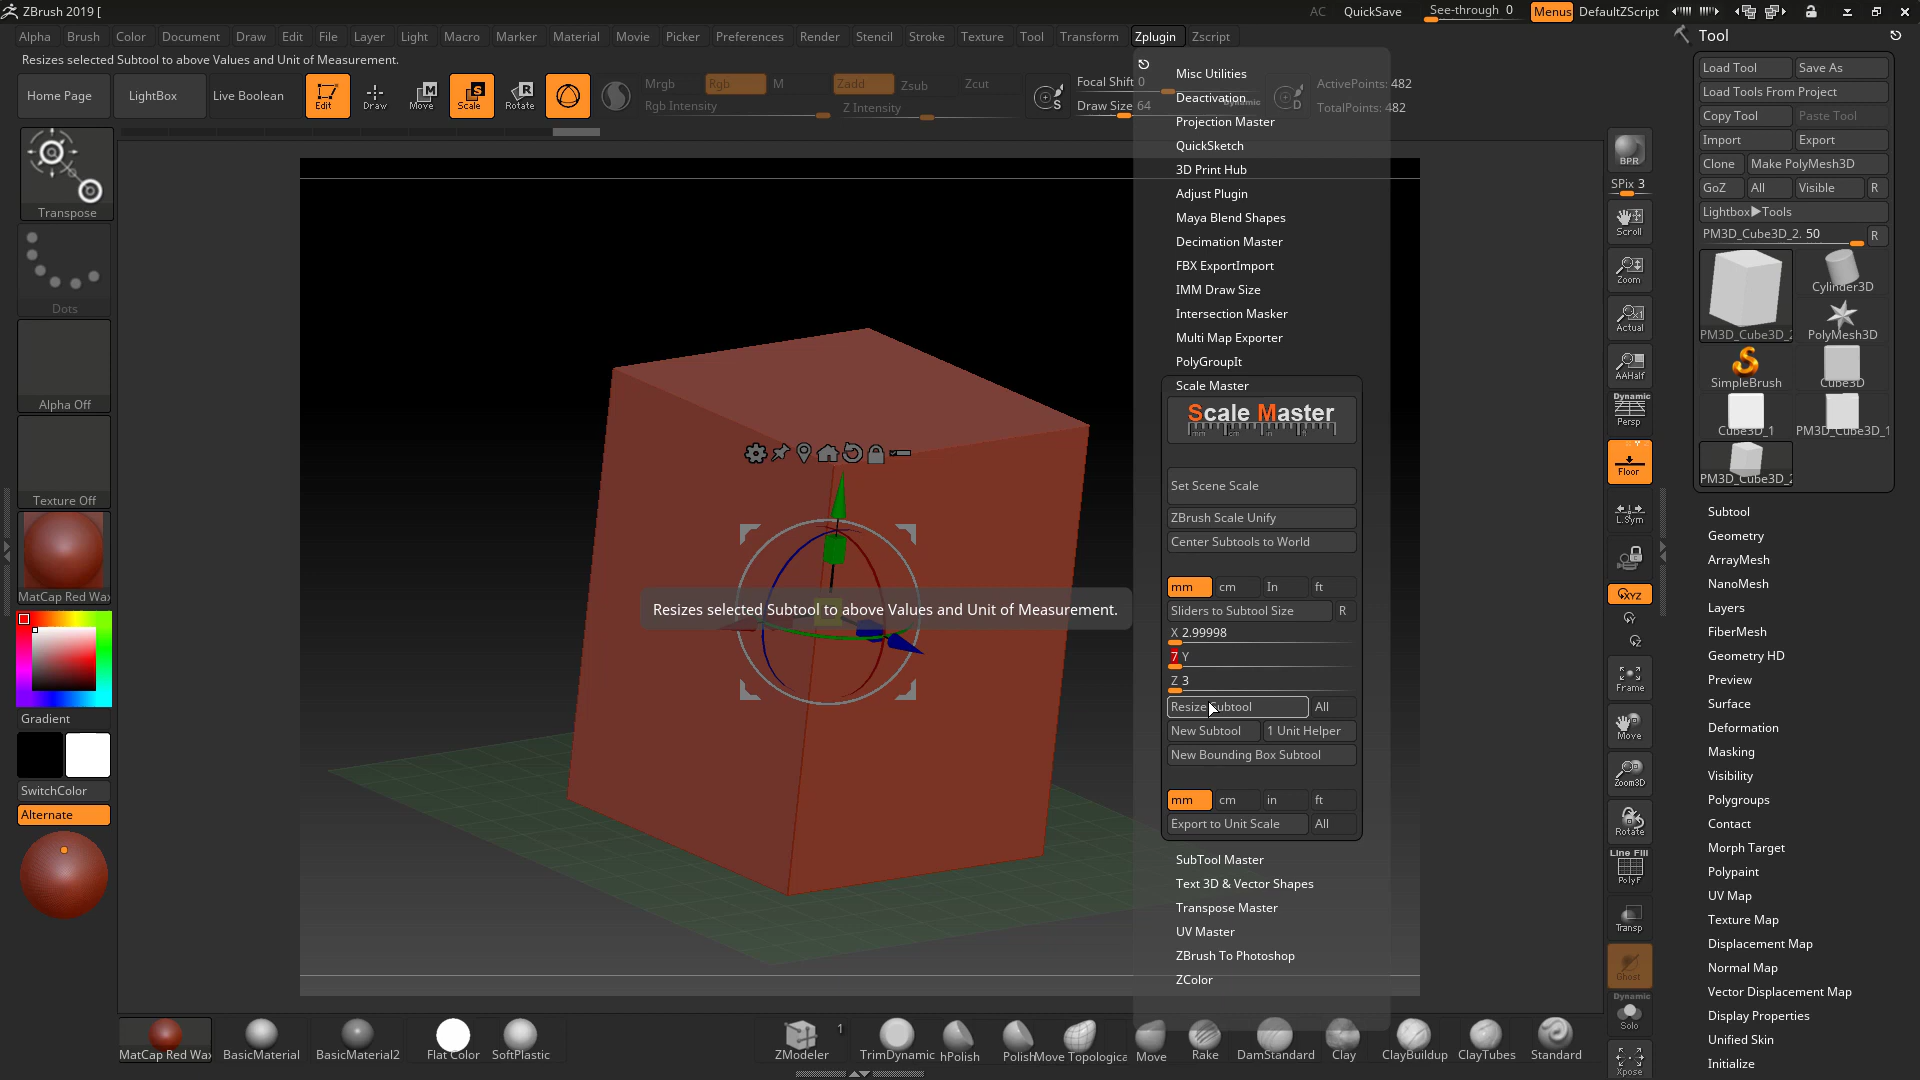 ZBrush 2019 [
AC QuickSave See-through 0 Menus DefaultZScript
Alpha Brush Color Document Draw Edit File Layer Light Macro Marker Material Movie Picker Preferences Render Stencil Stroke Texture Tool Transform Zplugin Zscript
Resizes selected Subtool to above Values and Unit of Measurement.
Home Page LightBox Live Boolean
Edit Draw Move Scale Rotate
Mrgb Rgb M
Rgb Intensity
Zadd Zsub Zcut
Z Intensity
Focal Shift 0
Draw Size 64
Dynamic
ActivePoints: 482
TotalPoints: 482
Transpose
Dots
Alpha Off
Texture Off
MatCap Red Wax
Gradient
SwitchColor
Alternate
Resizes selected Subtool to above Values and Unit of Measurement.
Misc Utilities
Deactivation
Projection Master
QuickSketch
3D Print Hub
Adjust Plugin
Maya Blend Shapes
Decimation Master
FBX ExportImport
IMM Draw Size
Intersection Masker
Multi Map Exporter
PolyGroupIt
Scale Master
Scale Master
mm cm in ft
Set Scene Scale
ZBrush Scale Unify
Center Subtools to World
mm cm In ft
Sliders to Subtool Size R
X 2.99998
7 Y
Z 3
Resize Subtool All
New Subtool 1 Unit Helper
New Bounding Box Subtool
mm cm in ft
Export to Unit Scale All
SubTool Master
Text 3D & Vector Shapes
Transpose Master
UV Master
ZBrush To Photoshop
ZColor
BPR
SPix 3
Scroll
Zoom
Actual
AAHalf
Dynamic
Persp
Floor
L.Sym
XYZ
Frame
Move
Zoom3D
Rotate
Line Fill
PolyF
Transp
Ghost
Dynamic
Solo
Xpose
Tool
Load Tool Save As
Load Tools From Project
Copy Tool Paste Tool
Import Export
Clone Make PolyMesh3D
GoZ All Visible R
Lightbox▶Tools
PM3D_Cube3D_2. 50 R
PM3D_Cube3D_2
Cylinder3D
PolyMesh3D
SimpleBrush Cube3D
Cube3D_1 PM3D_Cube3D_1
PM3D_Cube3D_2
Subtool
Geometry
ArrayMesh
NanoMesh
Layers
FiberMesh
Geometry HD
Preview
Surface
Deformation
Masking
Visibility
Polygroups
Contact
Morph Target
Polypaint
UV Map
Texture Map
Displacement Map
Normal Map
Vector Displacement Map
Display Properties
Unified Skin
Initialize
MatCap Red Wax BasicMaterial BasicMaterial2 Flat Color SoftPlastic
1
ZModeler TrimDynamic hPolish Polish Move Topologica Move Rake DamStandard Clay ClayBuildup ClayTubes Standard